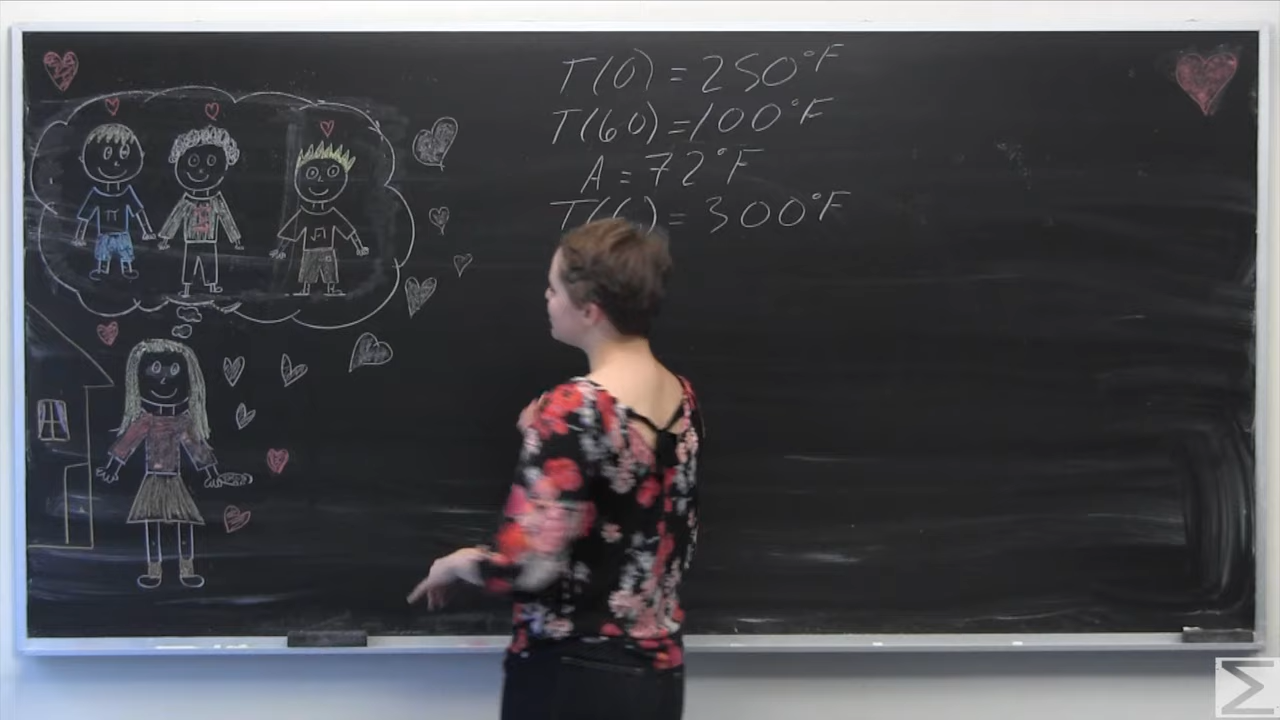 T(0) = 250°F
T(60) = 100°F
A = 72°F
= 300°F
π
Σ